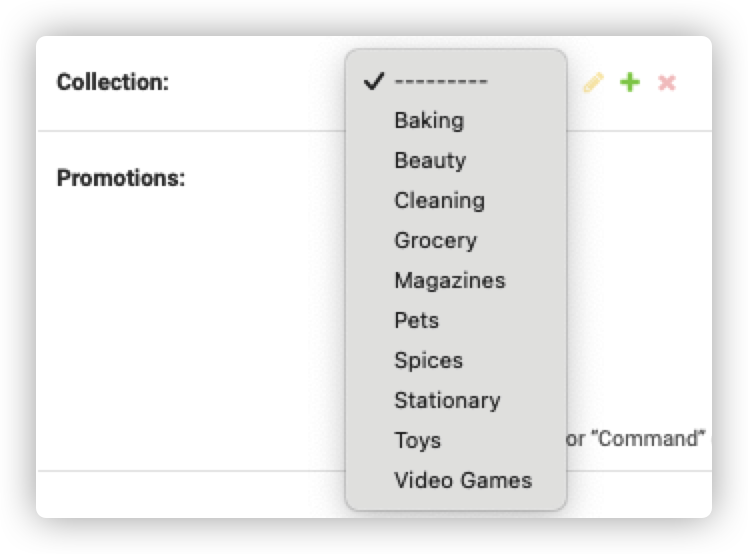 Collection:
---------
Baking
Beauty
Promotions:
Cleaning
Grocery
Magazines
Pets
Spices
Stationary
or "Command"
Toys
Video Games